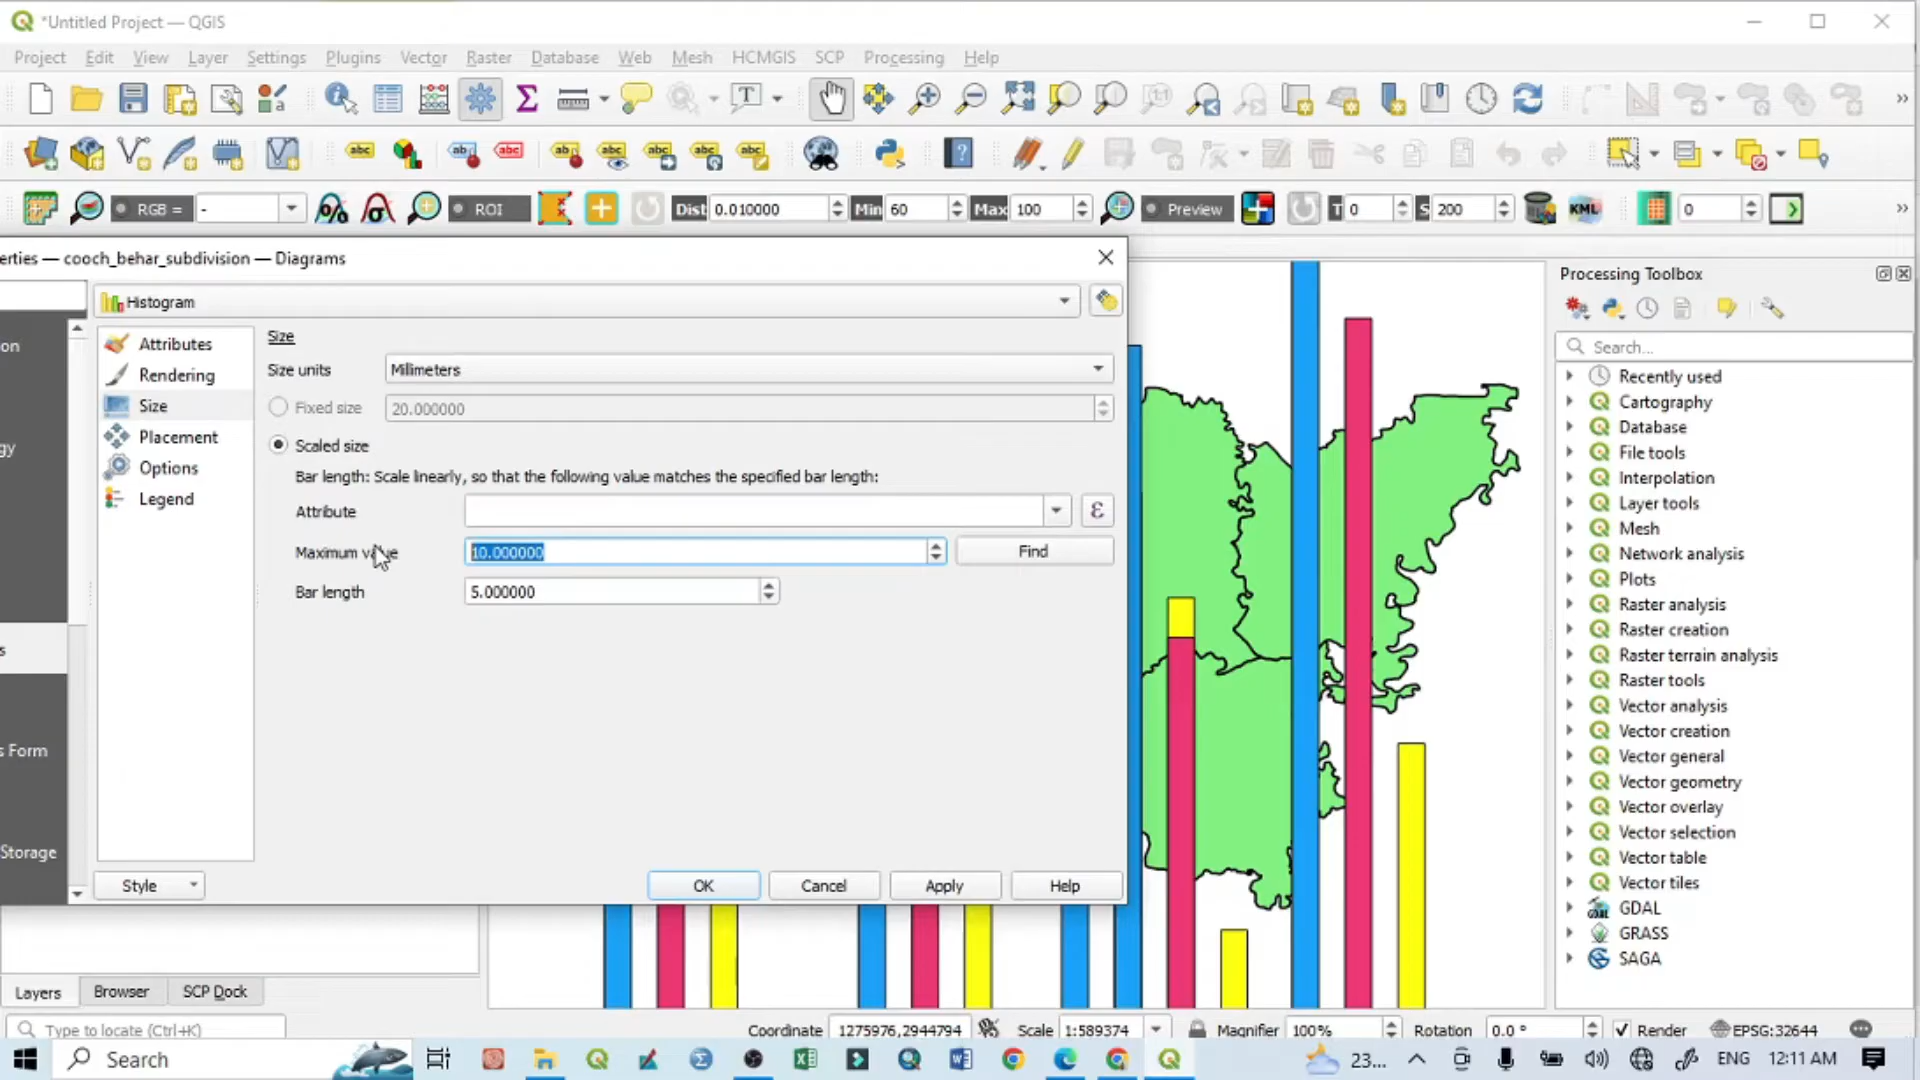 *Untitled Project — QGIS
Project Edit View Layer Settings Plugins Vector Raster Database Web Mesh HCMGIS SCP Processing Help
RGB = - ROI Dist 0.010000 Min 60 Max 100 Preview T 0 S 200 KML 0
erties — cooch_behar_subdivision — Diagrams
Histogram
Attributes
Rendering
Size
Placement
Options
Legend
on
gy
s
s Form
Storage
Size
Size units Millimeters
Fixed size 20.000000
Scaled size
Bar length: Scale linearly, so that the following value matches the specified bar length:
Attribute ε
Maximum value 10.000000 Find
Bar length 5.000000
Style OK Cancel Apply Help
Processing Toolbox
Search...
Recently used
Cartography
Database
File tools
Interpolation
Layer tools
Mesh
Network analysis
Plots
Raster analysis
Raster creation
Raster terrain analysis
Raster tools
Vector analysis
Vector creation
Vector general
Vector geometry
Vector overlay
Vector selection
Vector table
Vector tiles
GDAL
GRASS
SAGA
Layers Browser SCP Dock
Type to locate (Ctrl+K) Coordinate 1275976,2944794 Scale 1:589374 Magnifier 100% Rotation 0.0 ° Render EPSG:32644
Search 23... ENG 12:11 AM